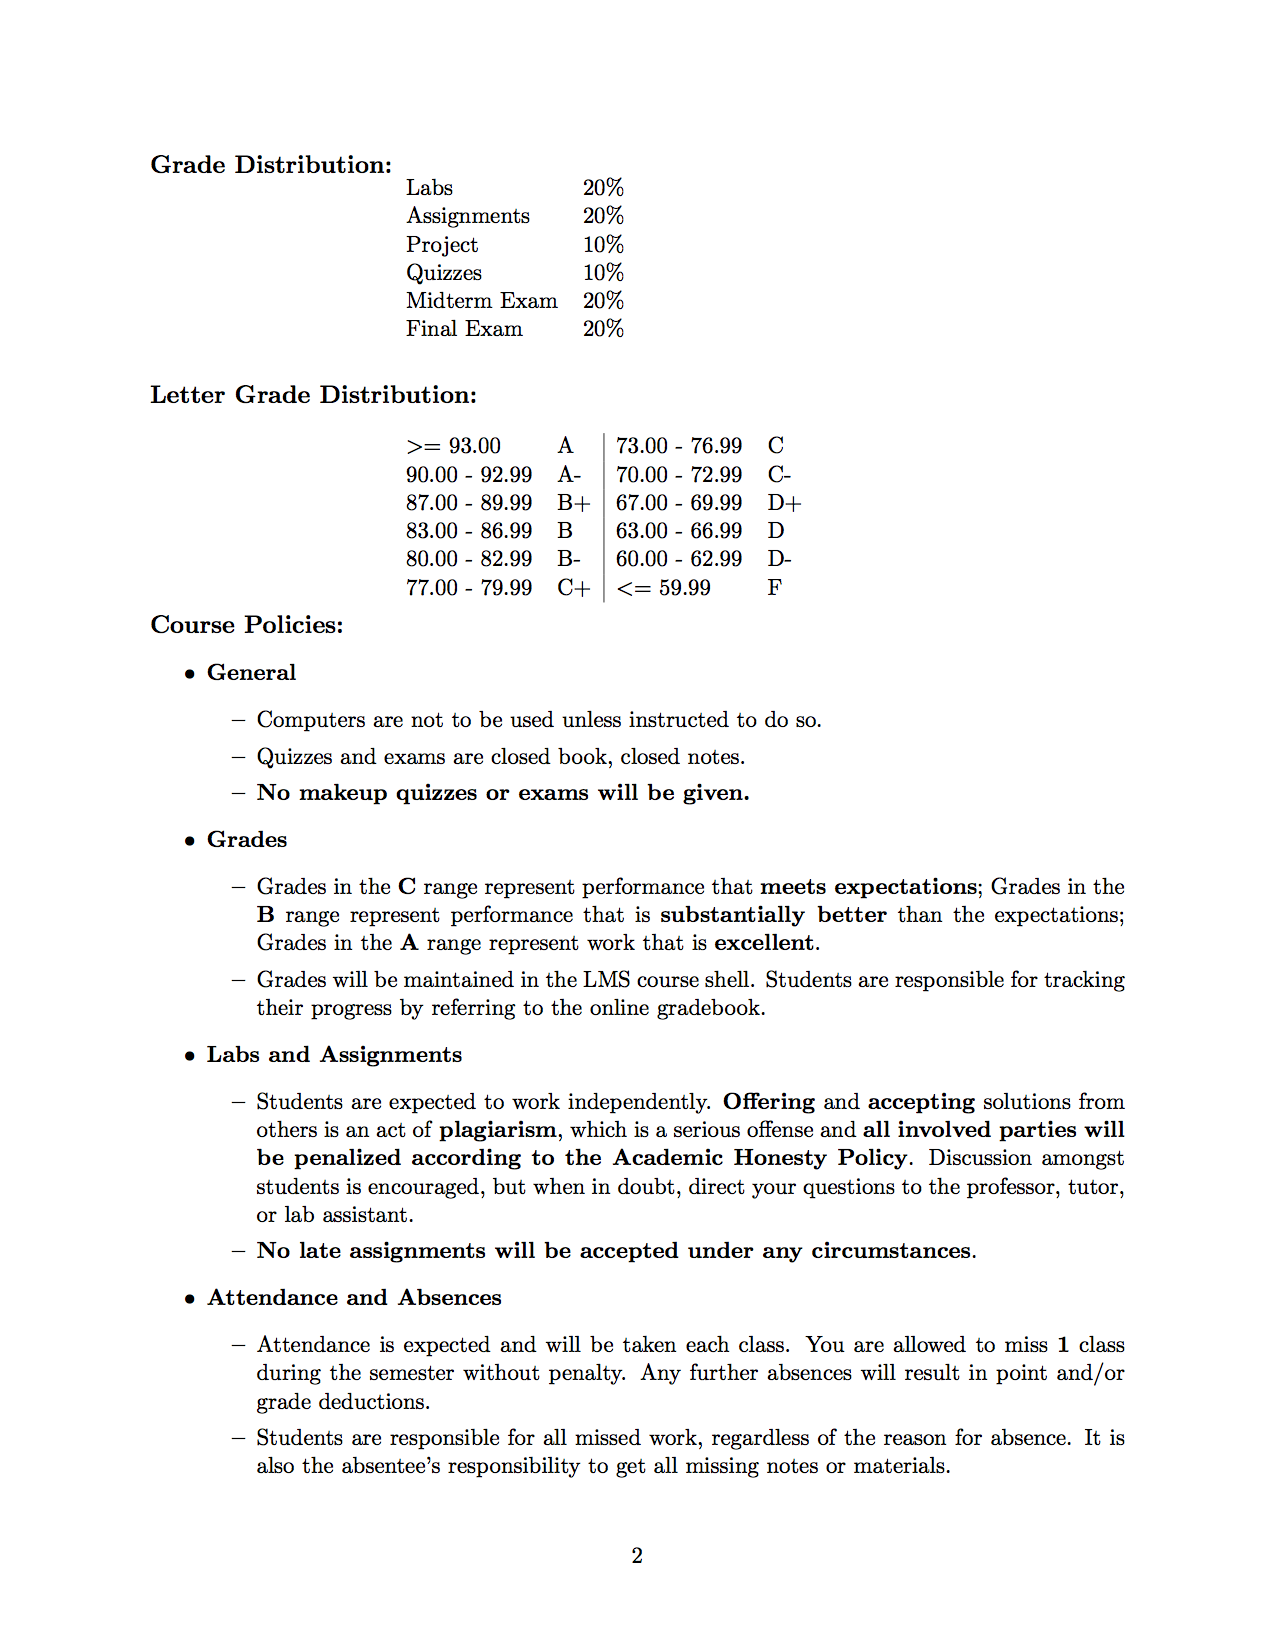 Grade Distribution:
Labs 20%
Assignments 20%
Project 10%
Quizzes 10%
Midterm Exam 20%
Final Exam 20%
Letter Grade Distribution:
>= 93.00 A 73.00 - 76.99 C
90.00 - 92.99 A- 70.00 - 72.99 C-
87.00 - 89.99 B+ 67.00 - 69.99 D+
83.00 - 86.99 B 63.00 - 66.99 D
80.00 - 82.99 B- 60.00 - 62.99 D-
77.00 - 79.99 C+ <= 59.99 F
Course Policies:
• General
– Computers are not to be used unless instructed to do so.
– Quizzes and exams are closed book, closed notes.
– No makeup quizzes or exams will be given.
• Grades
– Grades in the C range represent performance that meets expectations; Grades in the
B range represent performance that is substantially better than the expectations;
Grades in the A range represent work that is excellent.
– Grades will be maintained in the LMS course shell. Students are responsible for tracking
their progress by referring to the online gradebook.
• Labs and Assignments
– Students are expected to work independently. Offering and accepting solutions from
others is an act of plagiarism, which is a serious offense and all involved parties will
be penalized according to the Academic Honesty Policy. Discussion amongst
students is encouraged, but when in doubt, direct your questions to the professor, tutor,
or lab assistant.
– No late assignments will be accepted under any circumstances.
• Attendance and Absences
– Attendance is expected and will be taken each class. You are allowed to miss 1 class
during the semester without penalty. Any further absences will result in point and/or
grade deductions.
– Students are responsible for all missed work, regardless of the reason for absence. It is
also the absentee's responsibility to get all missing notes or materials.
2